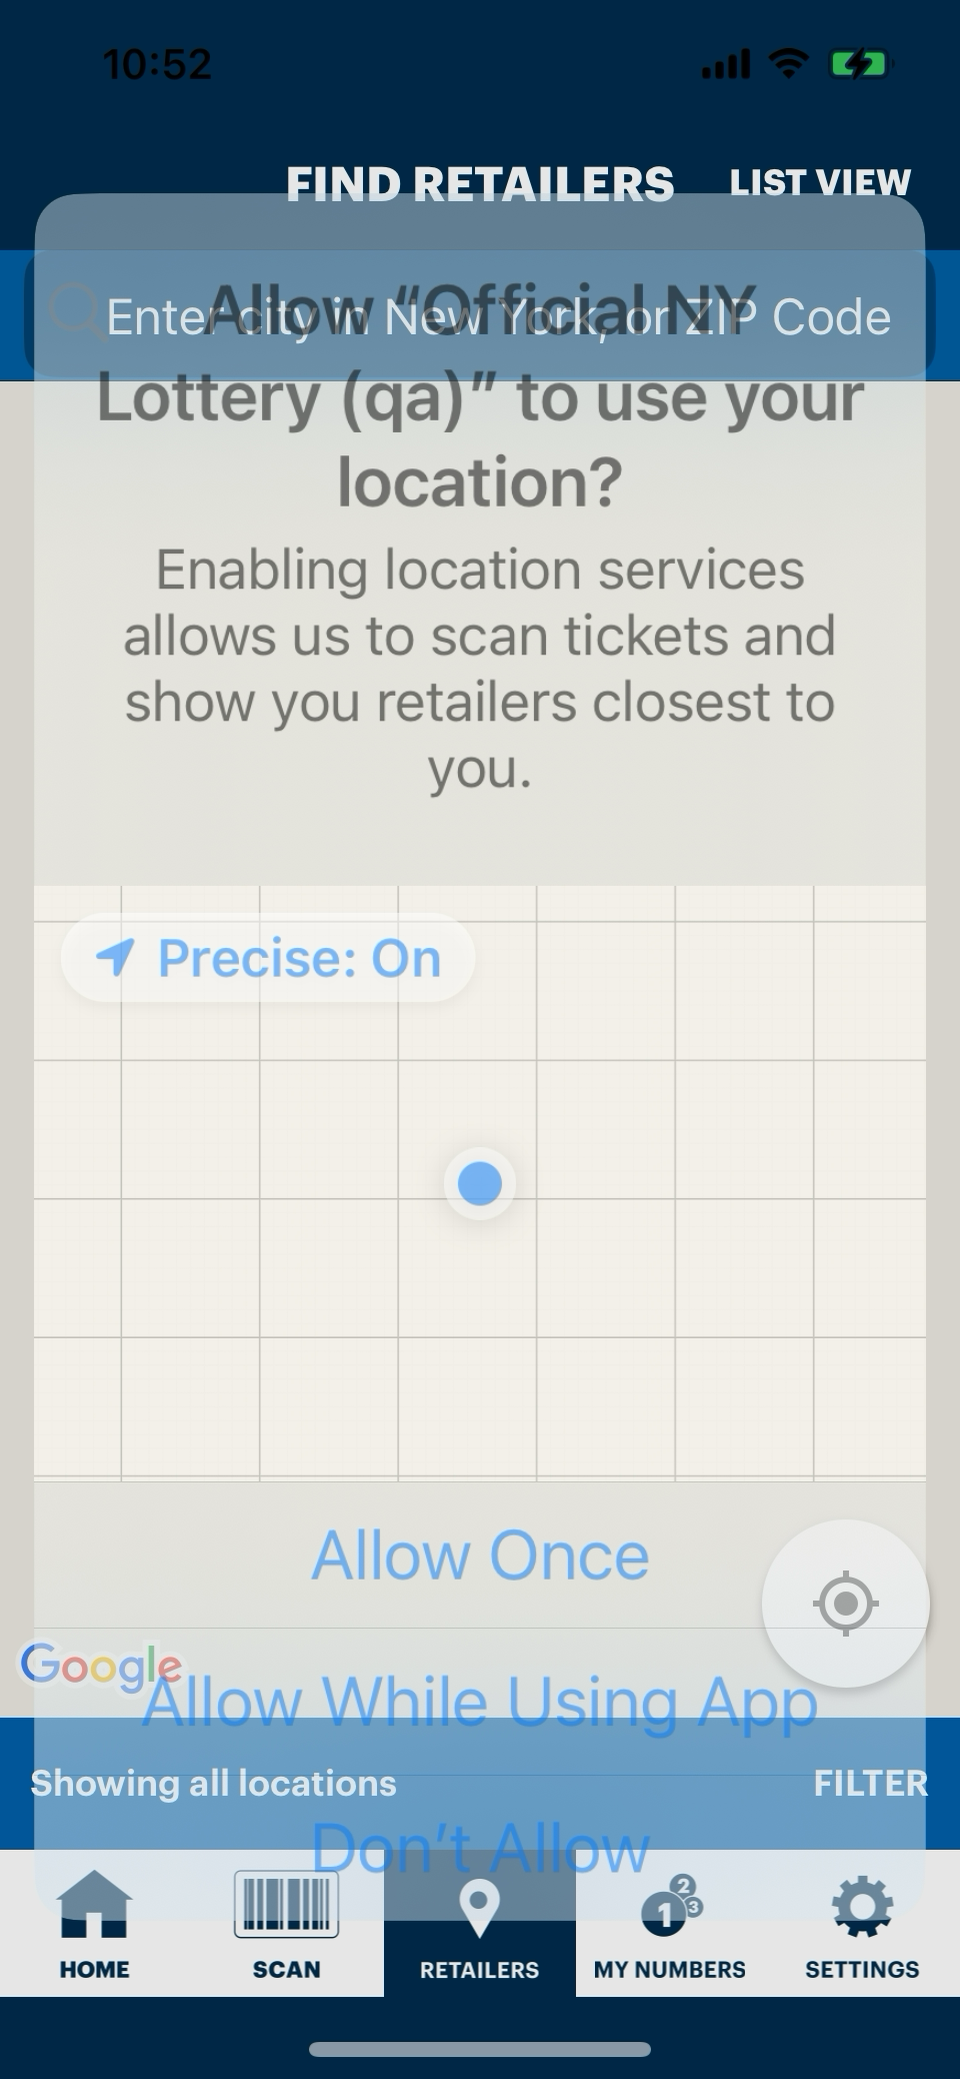 10:52
FIND RETAILERS
LIST VIEW
Enter city in New York, or ZIP Code
Allow “Official NY
Lottery (qa)” to use your
location?
Enabling location services
allows us to scan tickets and
show you retailers closest to
you.
Precise: On
Allow Once
Google
Allow While Using App
Showing all locations
FILTER
Don’t Allow
1 2 3
HOME
SCAN
RETAILERS
MY NUMBERS
SETTINGS